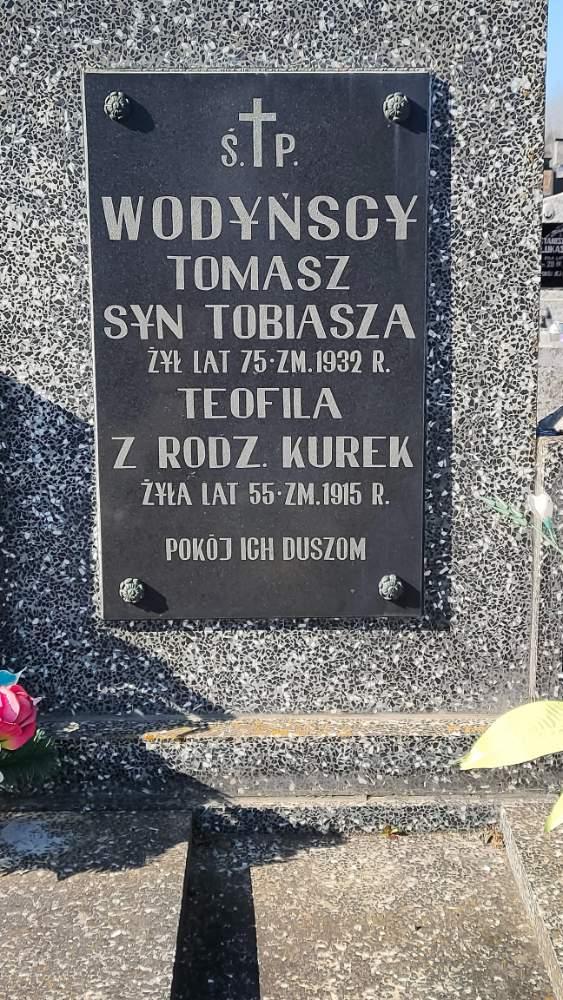 Ś. P.
WODYŃSCY
TOMASZ
SYN TOBIASZA
ŻYŁ LAT 75·ZM.1932 R.
TEOFILA
Z RODZ. KUREK
ŻYŁA LAT 55·ZM.1915 R.
POKÓJ ICH DUSZOM